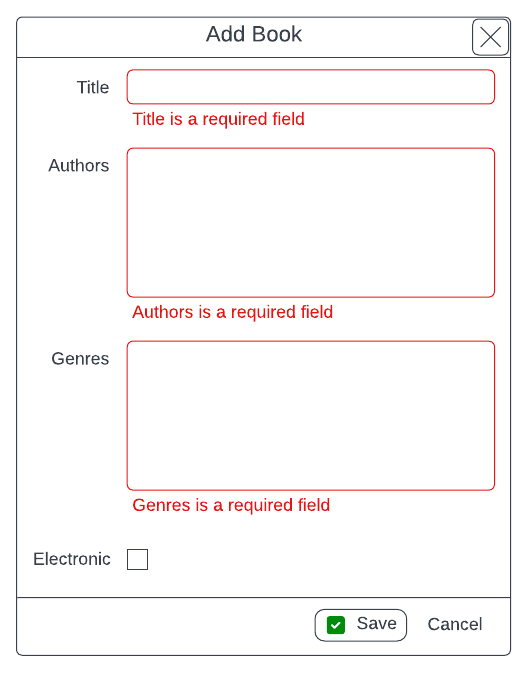 Add Book
Title
Title is a required field
Authors
Authors is a required field
Genres
Genres is a required field
Electronic
Save Cancel